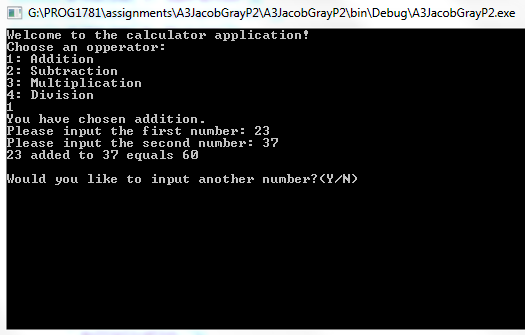 G:\PROG1781\assignments\A3JacobGrayP2\A3JacobGrayP2\bin\Debug\A3JacobGrayP2.exe
Welcome to the calculator application!
Choose an opperator:
1: Addition
2: Subtraction
3: Multiplication
4: Division
1
You have chosen addition.
Please input the first number: 23
Please input the second number: 37
23 added to 37 equals 60
Would you like to input another number?(Y/N)